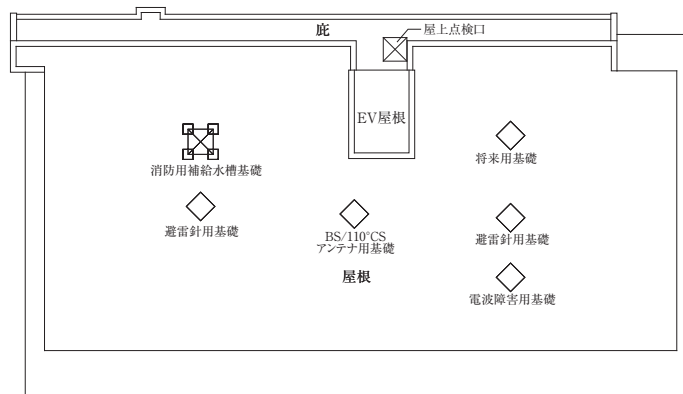 庇
屋上点検口
EV屋根
消防用補給水槽基礎
将来用基礎
避雷針用基礎
BS/110°CS
アンテナ用基礎
避雷針用基礎
屋根
電波障害用基礎